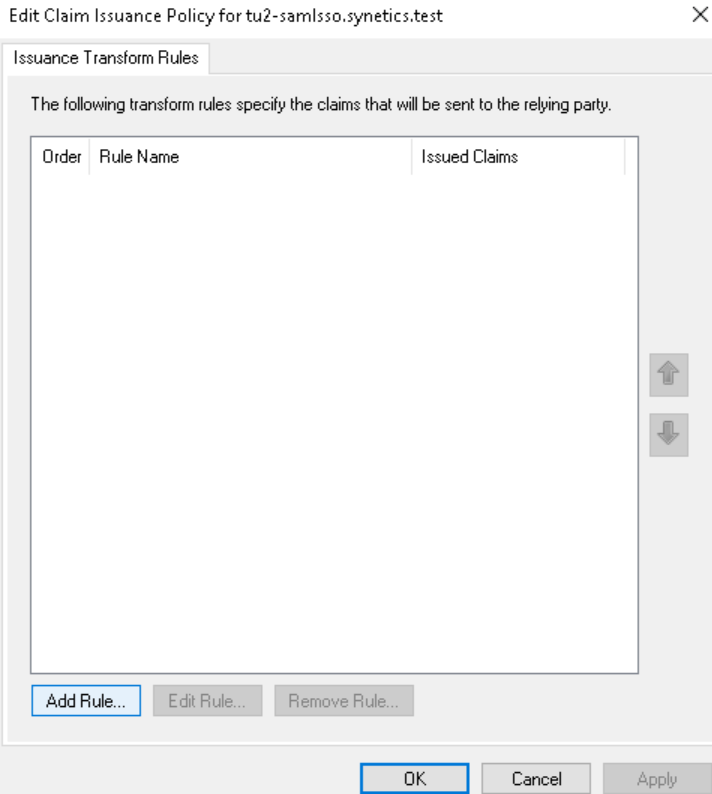 Edit Claim Issuance Policy for tu2-samlsso.synetics.test
Issuance Transform Rules
The following transform rules specify the claims that will be sent to the relying party.
Order Rule Name Issued Claims
Add Rule... Edit Rule... Remove Rule...
OK Cancel Apply